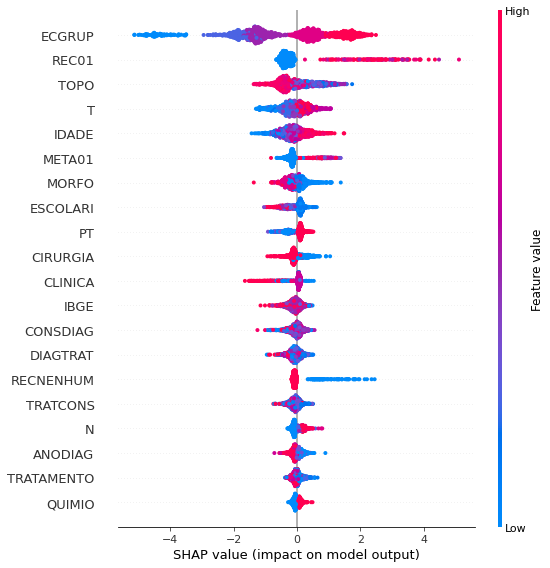 High
ECGRUP
REC01
TOPO
T
IDADE
META01
MORFO
ESCOLARI
PT
CIRURGIA
CLINICA
IBGE
CONSDIAG
DIAGTRAT
RECNENHUM
TRATCONS
N
ANODIAG
TRATAMENTO
QUIMIO
Feature value
Low
−4 −2 0 2 4
SHAP value (impact on model output)